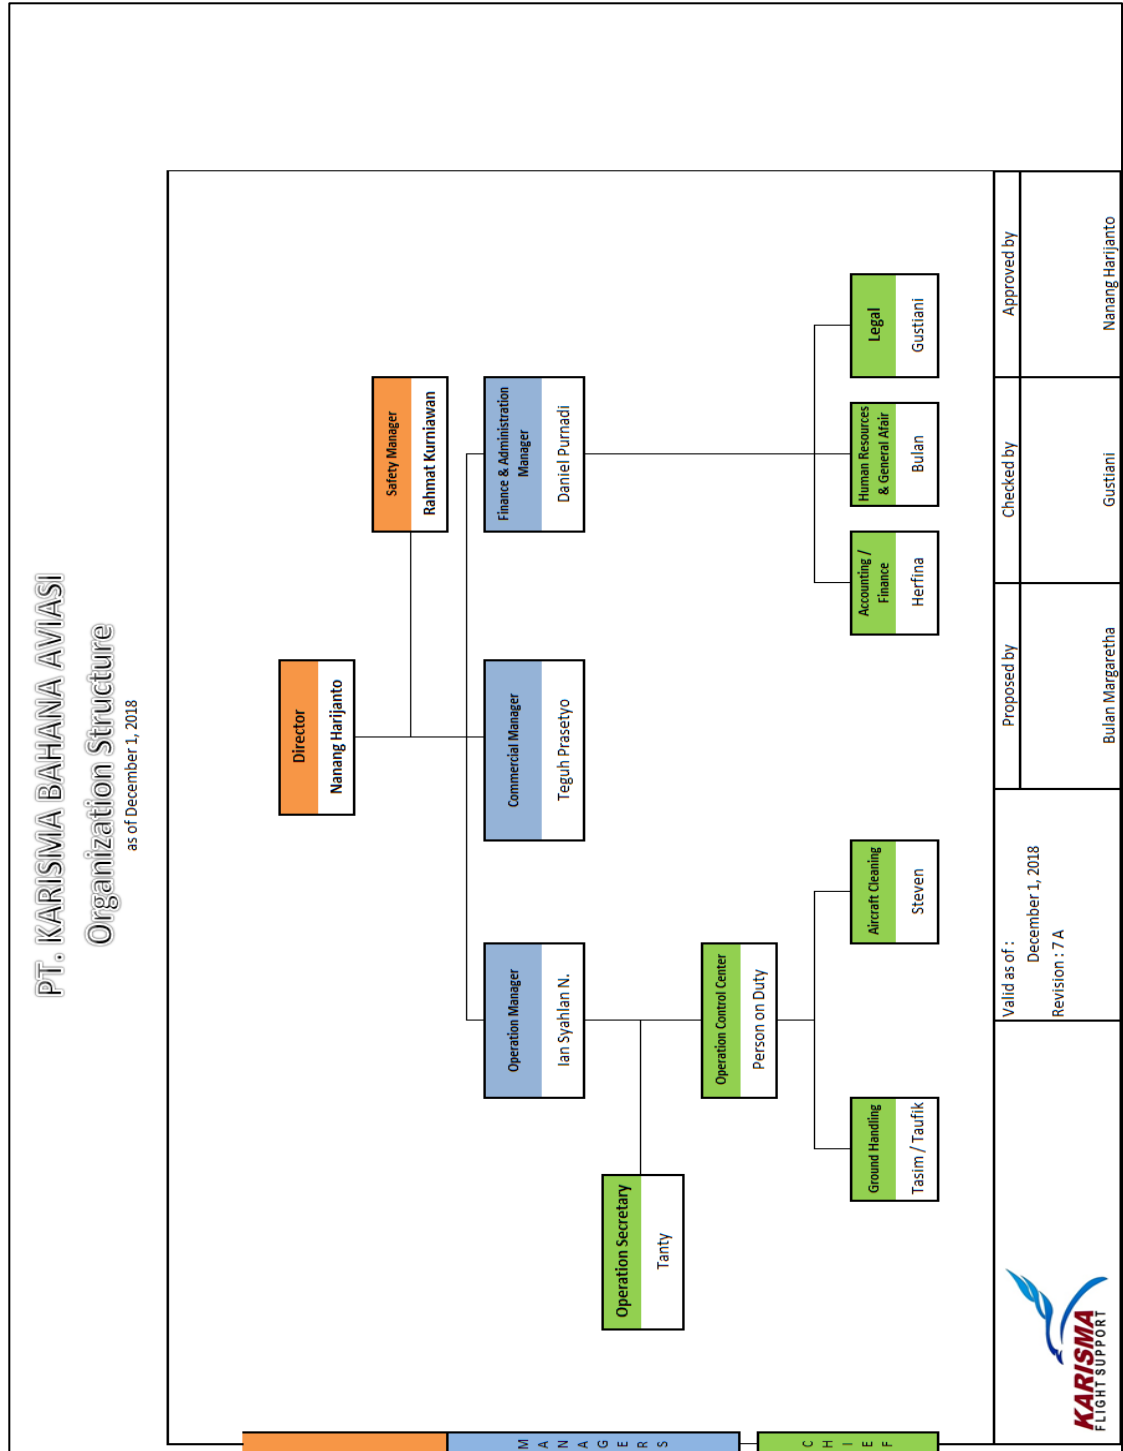 PT. KARISMA BAHANA AVIASI
Organization Structure
as of December 1, 2018
Director
Nanang Harijanto
Safety Manager
Rahmat Kurniawan
Operation Manager
Ian Syahlan N.
Commercial Manager
Teguh Prasetyo
Finance & Administration
Manager
Daniel Purnadi
Operation Secretary
Tanty
Operation Control Center
Person on Duty
Ground Handling
Tasim / Taufik
Aircraft Cleaning
Steven
Accounting /
Finance
Herfina
Human Resources
& General Afair
Bulan
Legal
Gustiani
MANAGERS
CHIEF
KARISMA
FLIGHT SUPPORT
Valid as of :
December 1, 2018
Revision : 7 A
Proposed by
Bulan Margaretha
Checked by
Gustiani
Approved by
Nanang Harijanto